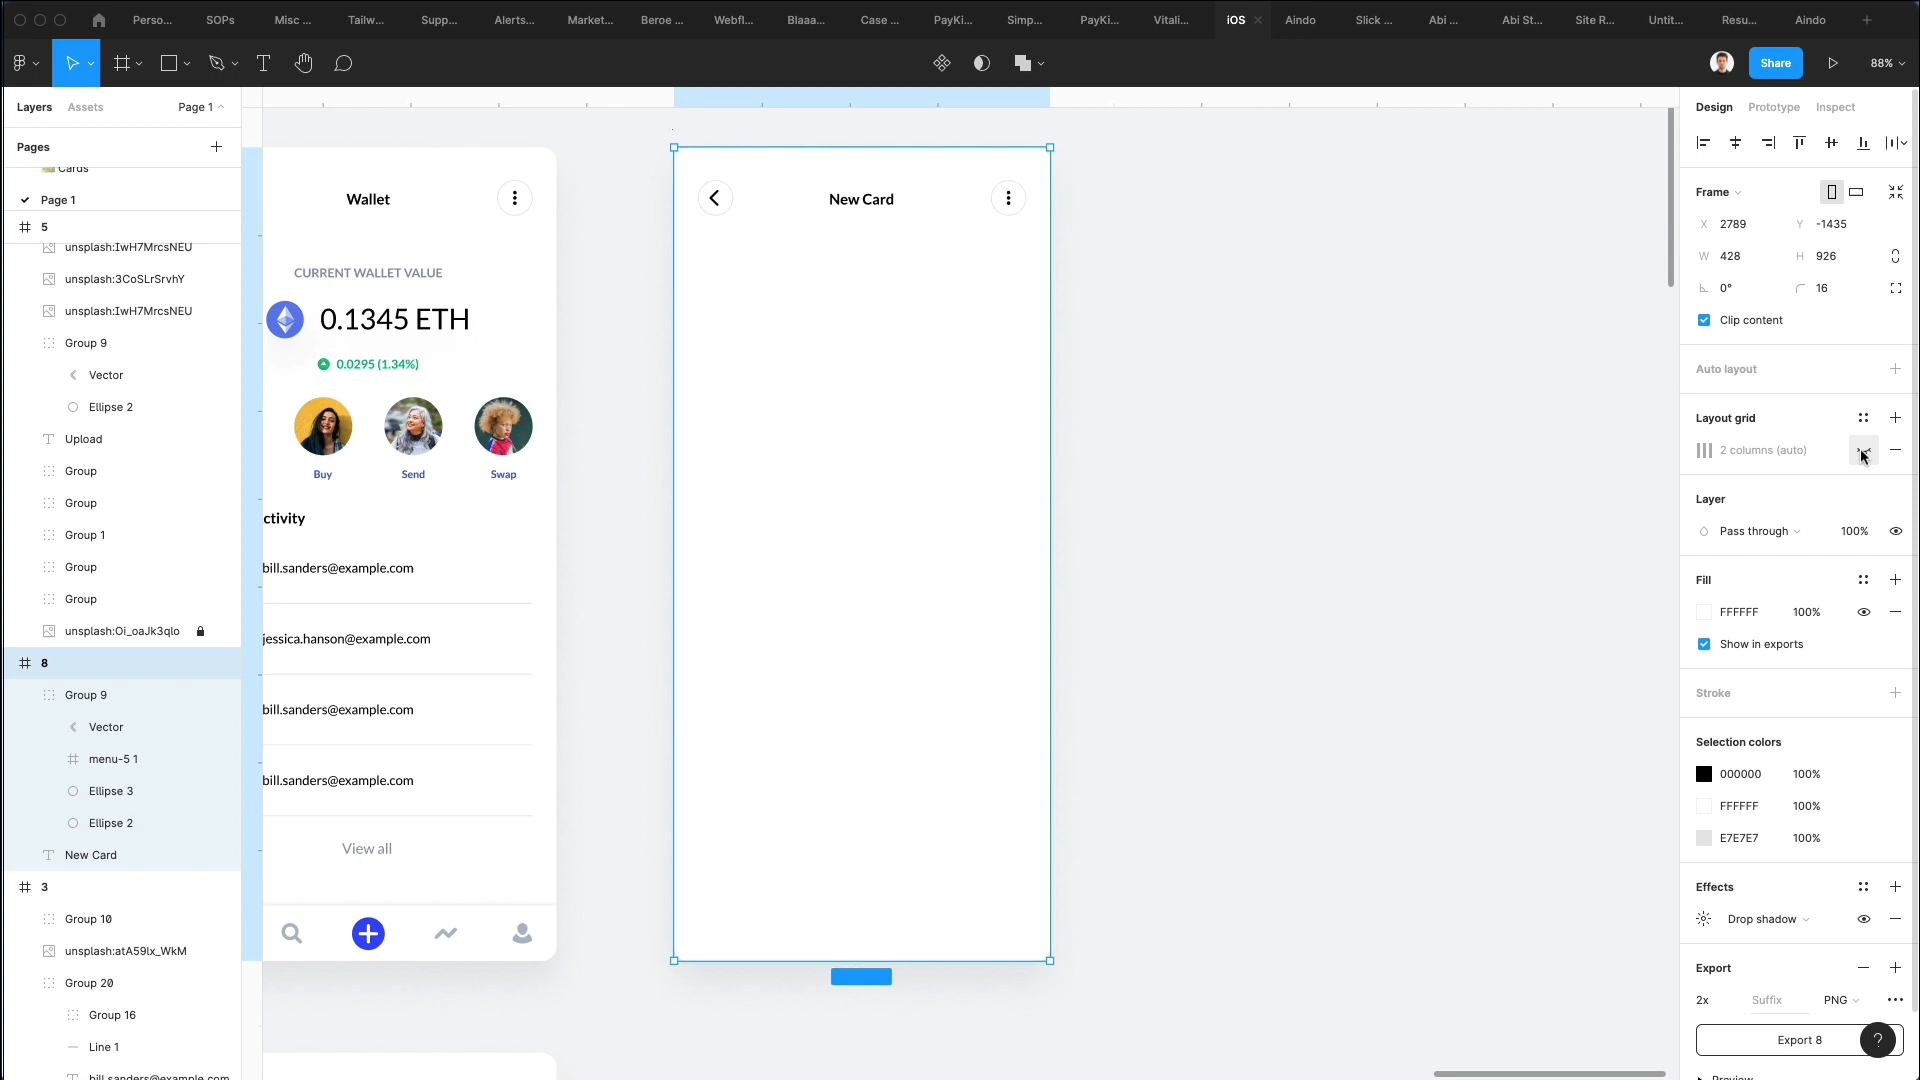 Perso... SOPs Misc ... Tailw... Supp... Alerts... Market... Beroe ... Webfl... Blaaa... Case ... PayKi... Simp... PayKi... Vitali... iOS Aindo Slick ... Abi ... Abi St... Site R... Untit... Resu... Aindo
Share 88%
Layers Assets Page 1
Pages
Cards
Page 1
5
unsplash:IwH7MrcsNEU
unsplash:3CoSLrSrvhY
unsplash:IwH7MrcsNEU
Group 9
Vector
Ellipse 2
Upload
Group
Group
Group 1
Group
Group
unsplash:Oi_oaJk3qlo
8
Group 9
Vector
menu-5 1
Ellipse 3
Ellipse 2
New Card
3
Group 10
unsplash:atA59lx_WkM
Group 20
Group 16
Line 1
bill.sanders@example.com
Wallet
CURRENT WALLET VALUE
0.1345 ETH
0.0295 (1.34%)
Buy Send Swap
ctivity
bill.sanders@example.com
jessica.hanson@example.com
bill.sanders@example.com
bill.sanders@example.com
View all
New Card
Design Prototype Inspect
Frame
X 2789 Y -1435
W 428 H 926
0° 16
Clip content
Auto layout
Layout grid
2 columns (auto)
Layer
Pass through 100%
Fill
FFFFFF 100%
Show in exports
Stroke
Selection colors
000000 100%
FFFFFF 100%
E7E7E7 100%
Effects
Drop shadow
Export
2x Suffix PNG
Export 8
?
Preview